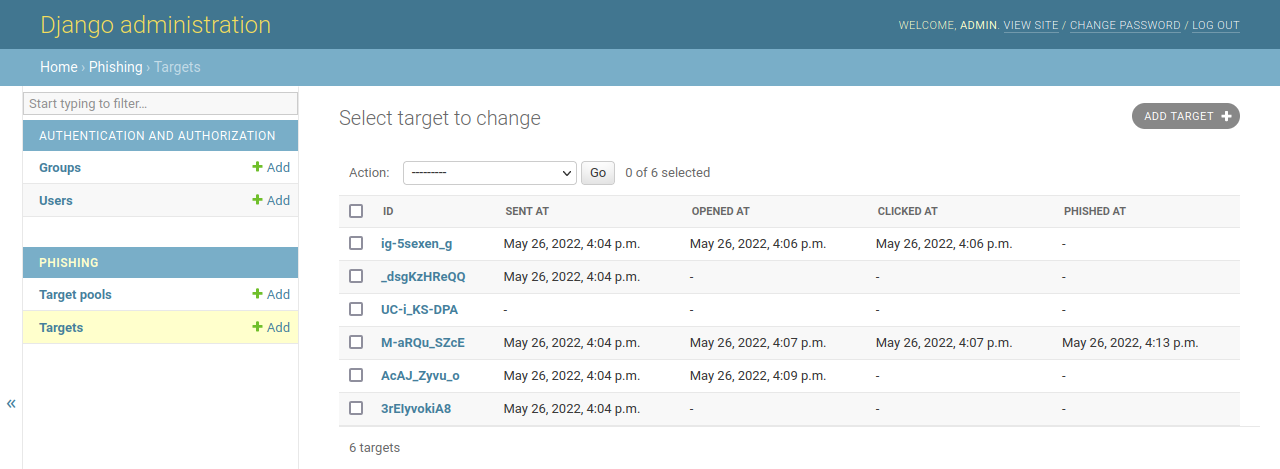 Django administration
WELCOME, ADMIN. VIEW SITE / CHANGE PASSWORD / LOG OUT
Home › Phishing › Targets
Start typing to filter...
AUTHENTICATION AND AUTHORIZATION
Groups + Add
Users + Add
PHISHING
Target pools + Add
Targets + Add
«
Select target to change
ADD TARGET +
Action: --------- Go 0 of 6 selected
ID SENT AT OPENED AT CLICKED AT PHISHED AT
ig-5sexen_g May 26, 2022, 4:04 p.m. May 26, 2022, 4:06 p.m. May 26, 2022, 4:06 p.m. -
_dsgKzHReQQ May 26, 2022, 4:04 p.m. - - -
UC-i_KS-DPA - - - -
M-aRQu_SZcE May 26, 2022, 4:04 p.m. May 26, 2022, 4:07 p.m. May 26, 2022, 4:07 p.m. May 26, 2022, 4:13 p.m.
AcAJ_Zyvu_o May 26, 2022, 4:04 p.m. May 26, 2022, 4:09 p.m. - -
3rEIyvokiA8 May 26, 2022, 4:04 p.m. - - -
6 targets